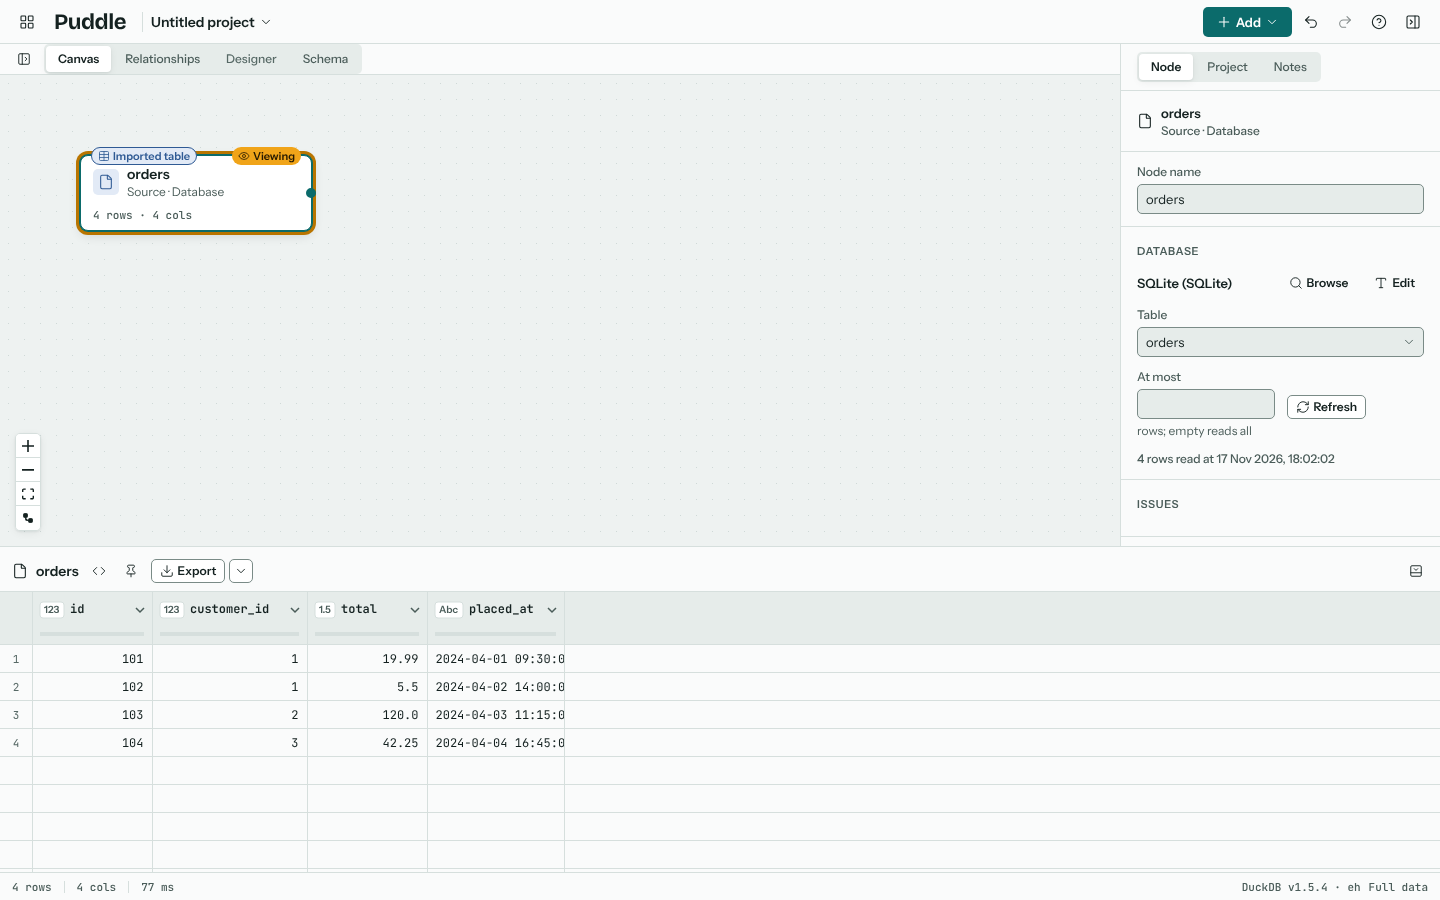 Puddle
Untitled project
Add
Canvas
Relationships
Designer
Schema
Node
Project
Notes
orders
Source · Database
Node name
orders
DATABASE
SQLite (SQLite)
Browse
Edit
Table
orders
At most
Refresh
rows; empty reads all
4 rows read at 17 Nov 2026, 18:02:02
ISSUES
Imported table
Viewing
orders
Source · Database
4 rows · 4 cols
orders
Export
123 id
123 customer_id
1.5 total
Abc placed_at
1 101 1 19.99 2024-04-01 09:30:0
2 102 1 5.5 2024-04-02 14:00:0
3 103 2 120.0 2024-04-03 11:15:0
4 104 3 42.25 2024-04-04 16:45:0
4 rows
4 cols
77 ms
DuckDB v1.5.4 · eh Full data